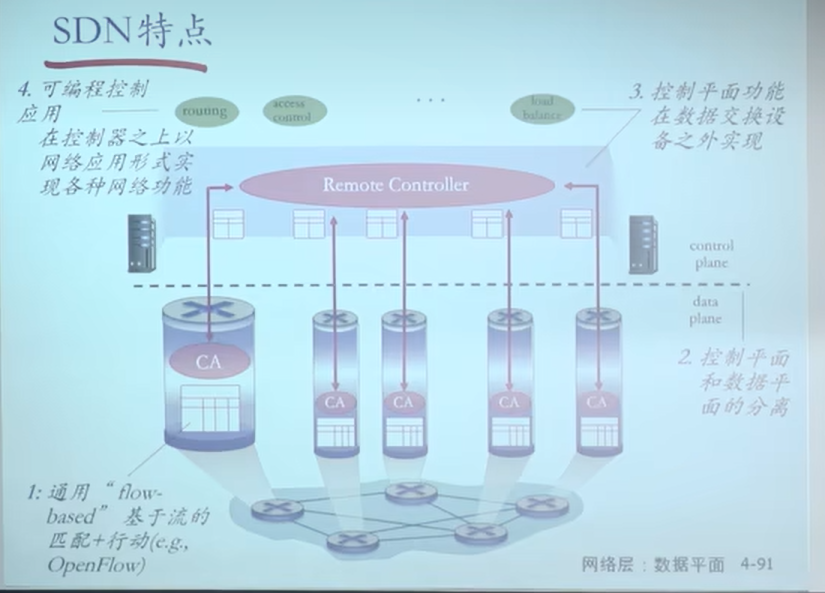 SDN特点
4. 可编程控制
应用
在控制器之上以
网络应用形式实
现各种网络功能
routing
access
control
...
load
balance
3. 控制平面功能
在数据交换设
备之外实现
Remote Controller
control
plane
data
plane
CA
CA
CA
CA
CA
2. 控制平面
和数据平
面的分离
1: 通用“flow-
based”基于流的
匹配+行动(e.g.,
OpenFlow)
网络层：数据平面 4-91